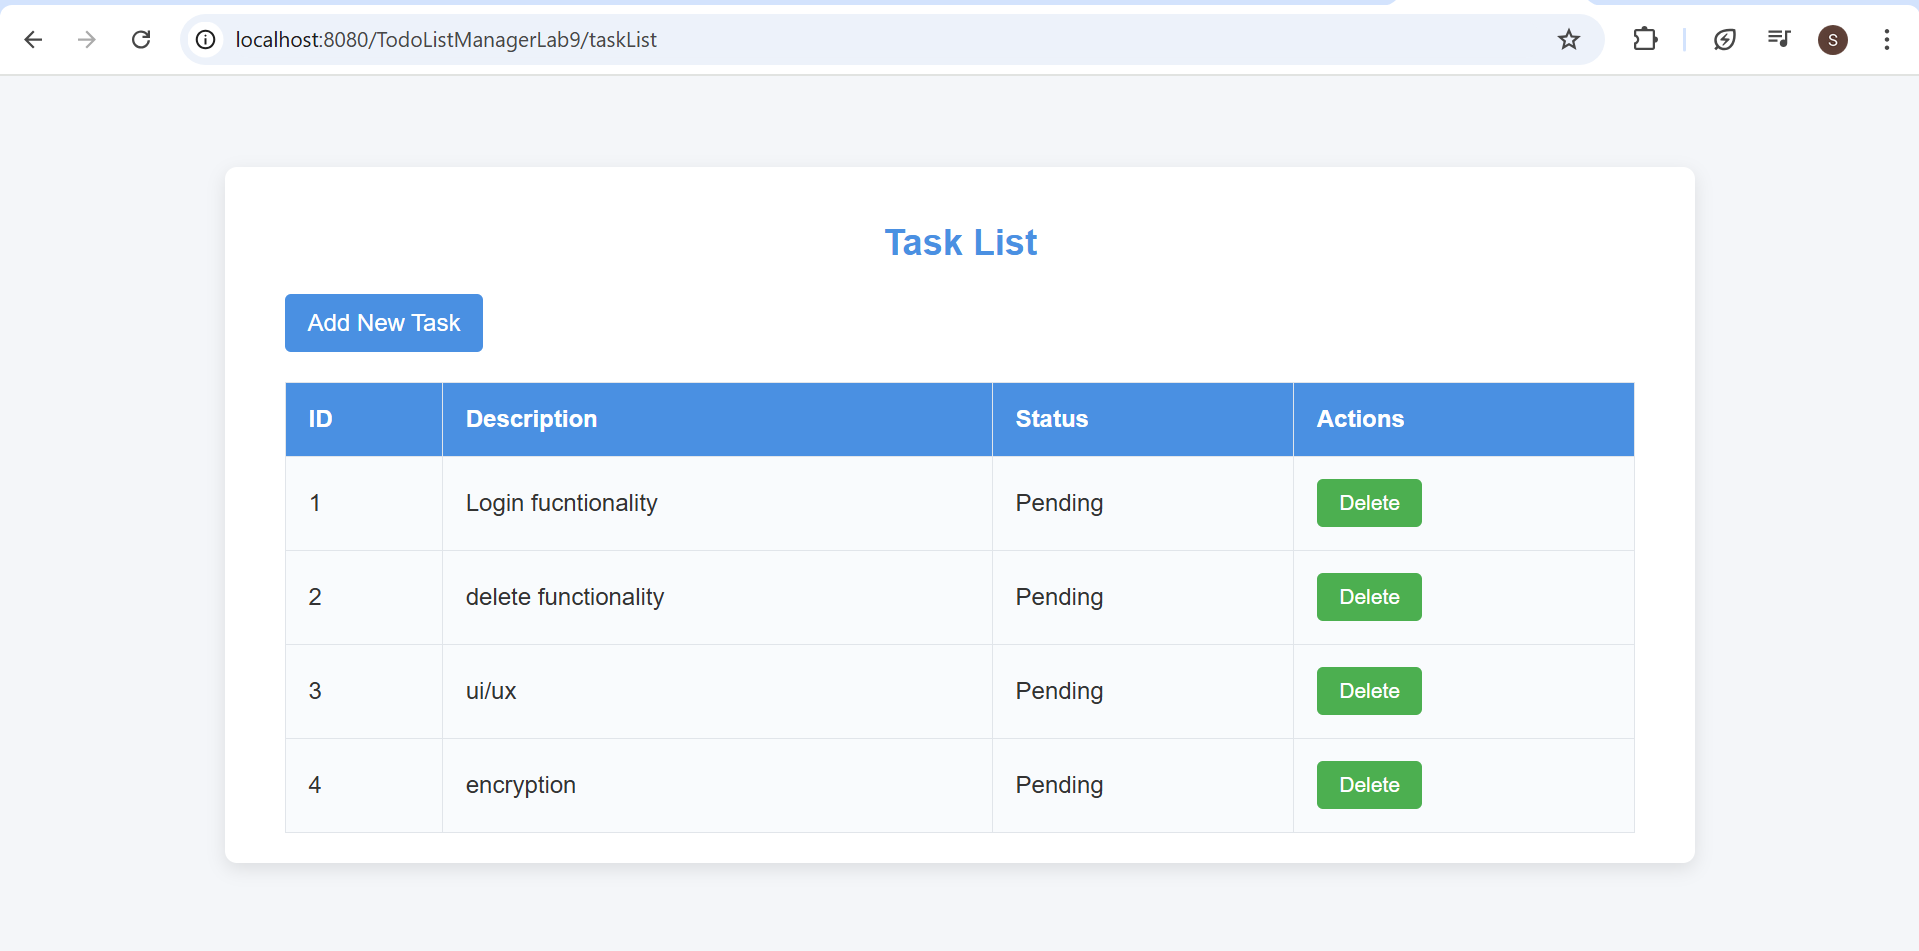 localhost:8080/TodoListManagerLab9/taskList
S
Task List
Add New Task
ID Description Status Actions
1 Login fucntionality Pending Delete
2 delete functionality Pending Delete
3 ui/ux Pending Delete
4 encryption Pending Delete